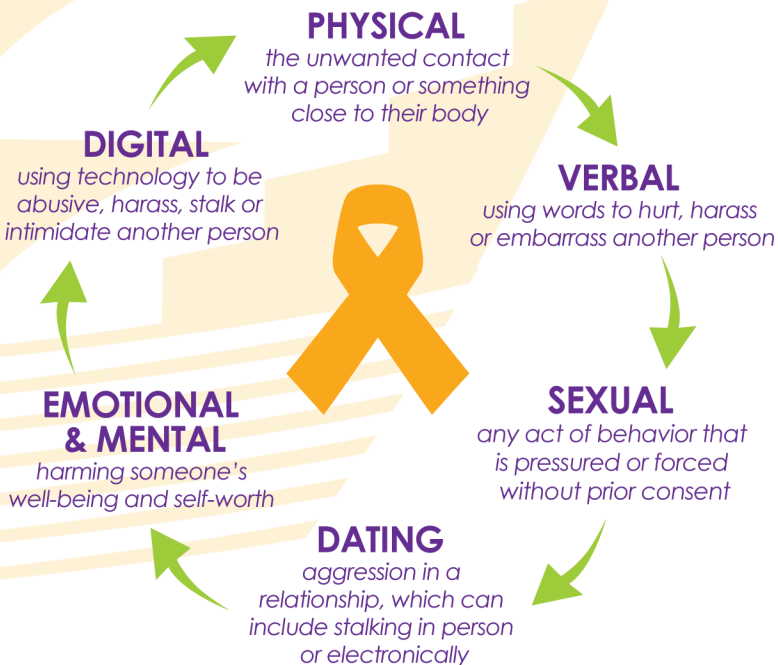 PHYSICAL
the unwanted contact
with a person or something
close to their body
VERBAL
using words to hurt, harass
or embarrass another person
SEXUAL
any act of behavior that
is pressured or forced
without prior consent
DATING
aggression in a
relationship, which can
include stalking in person
or electronically
EMOTIONAL
& MENTAL
harming someone's
well-being and self-worth
DIGITAL
using technology to be
abusive, harass, stalk or
intimidate another person